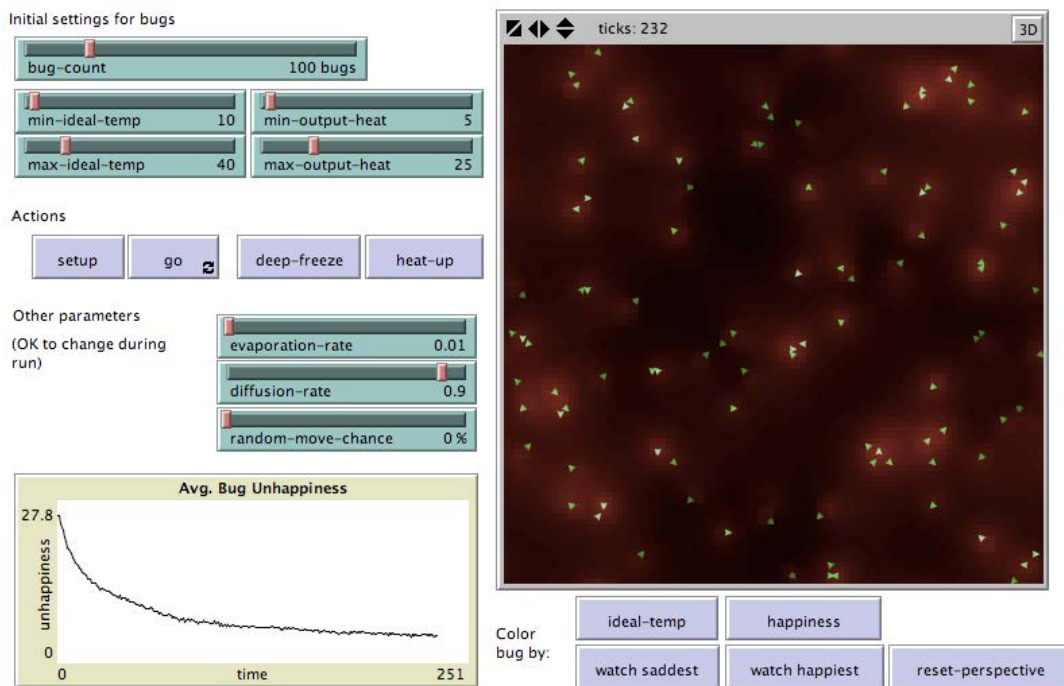 Initial settings for bugs
bug-count 100 bugs
min-ideal-temp 10
min-output-heat 5
max-ideal-temp 40
max-output-heat 25
Actions
setup
go
deep-freeze
heat-up
Other parameters
(OK to change during
run)
evaporation-rate 0.01
diffusion-rate 0.9
random-move-chance 0 %
Avg. Bug Unhappiness
27.8
unhappiness
0
0 time 251
ticks: 232
3D
Color
bug by:
ideal-temp
happiness
watch saddest
watch happiest
reset-perspective